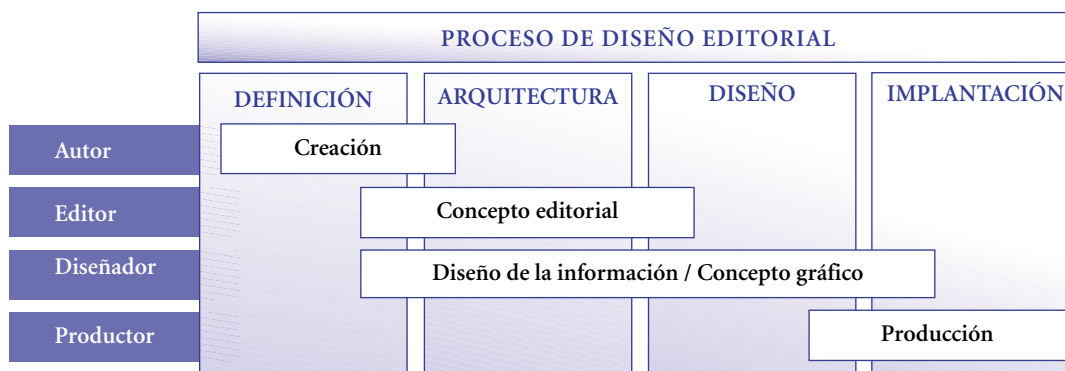 PROCESO DE DISEÑO EDITORIAL
DEFINICIÓN
ARQUITECTURA
DISEÑO
IMPLANTACIÓN
Autor
Creación
Editor
Concepto editorial
Diseñador
Diseño de la información / Concepto gráfico
Productor
Producción